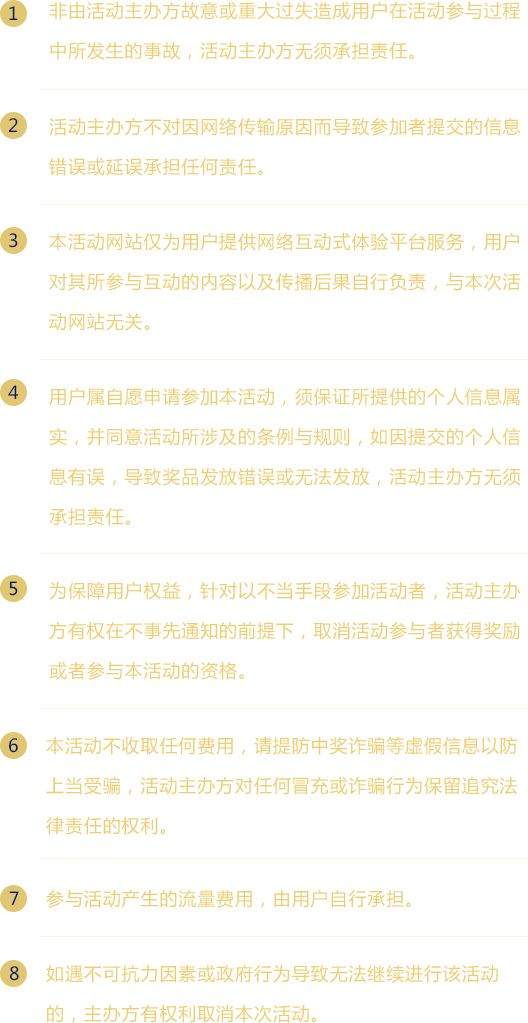 1 非由活动主办方故意或重大过失造成用户在活动参与过程
中所发生的事故，活动主办方无须承担责任。
2 活动主办方不对因网络传输原因而导致参加者提交的信息
错误或延误承担任何责任。
3 本活动网站仅为用户提供网络互动式体验平台服务，用户
对其所参与互动的内容以及传播后果自行负责，与本次活
动网站无关。
4 用户属自愿申请参加本活动，须保证所提供的个人信息属
实，并同意活动所涉及的条例与规则，如因提交的个人信
息有误，导致奖品发放错误或无法发放，活动主办方无须
承担责任。
5 为保障用户权益，针对以不当手段参加活动者，活动主办
方有权在不事先通知的前提下，取消活动参与者获得奖励
或者参与本活动的资格。
6 本活动不收取任何费用，请提防中奖诈骗等虚假信息以防
上当受骗，活动主办方对任何冒充或诈骗行为保留追究法
律责任的权利。
7 参与活动产生的流量费用，由用户自行承担。
8 如遇不可抗力因素或政府行为导致无法继续进行该活动
的，主办方有权利取消本次活动。